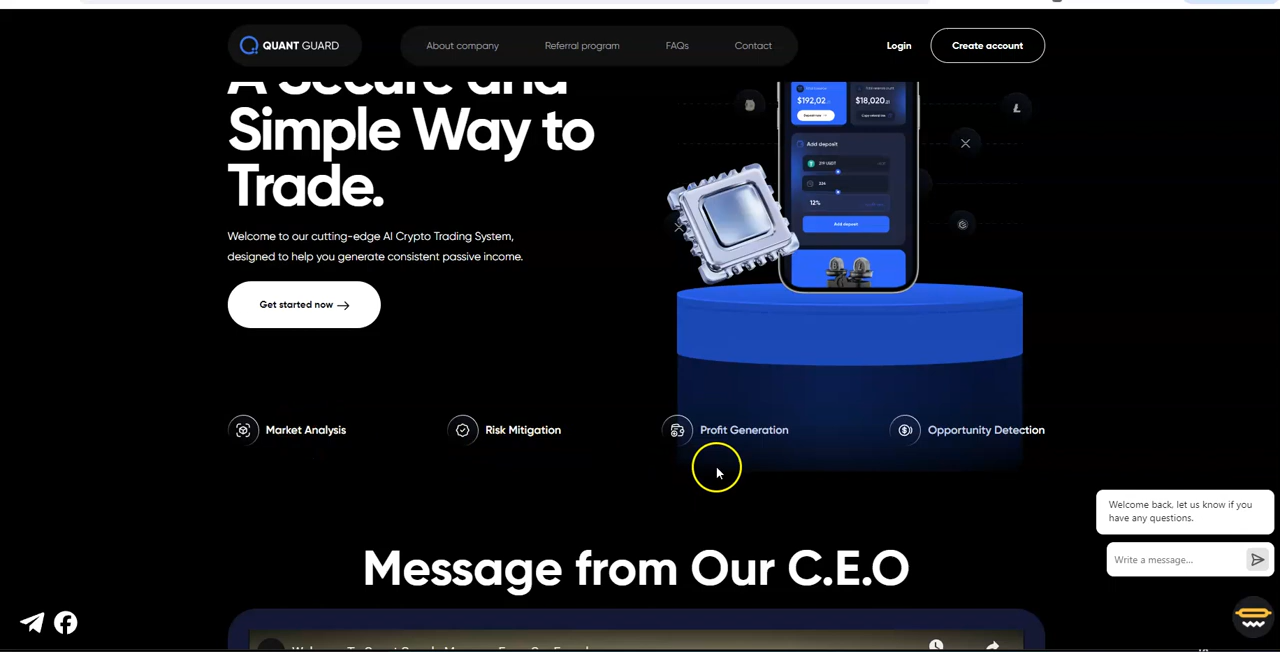 QUANT GUARD
About company
Referral program
FAQs
Contact
Login
Create account
A Secure and
Simple Way to
Trade.
Welcome to our cutting-edge AI Crypto Trading System,
designed to help you generate consistent passive income.
Get started now
$192,02
$18,020
Add deposit
12%
Add deposit
Market Analysis
Risk Mitigation
Profit Generation
Opportunity Detection
Welcome back, let us know if you
have any questions.
Write a message...
Message from Our C.E.O